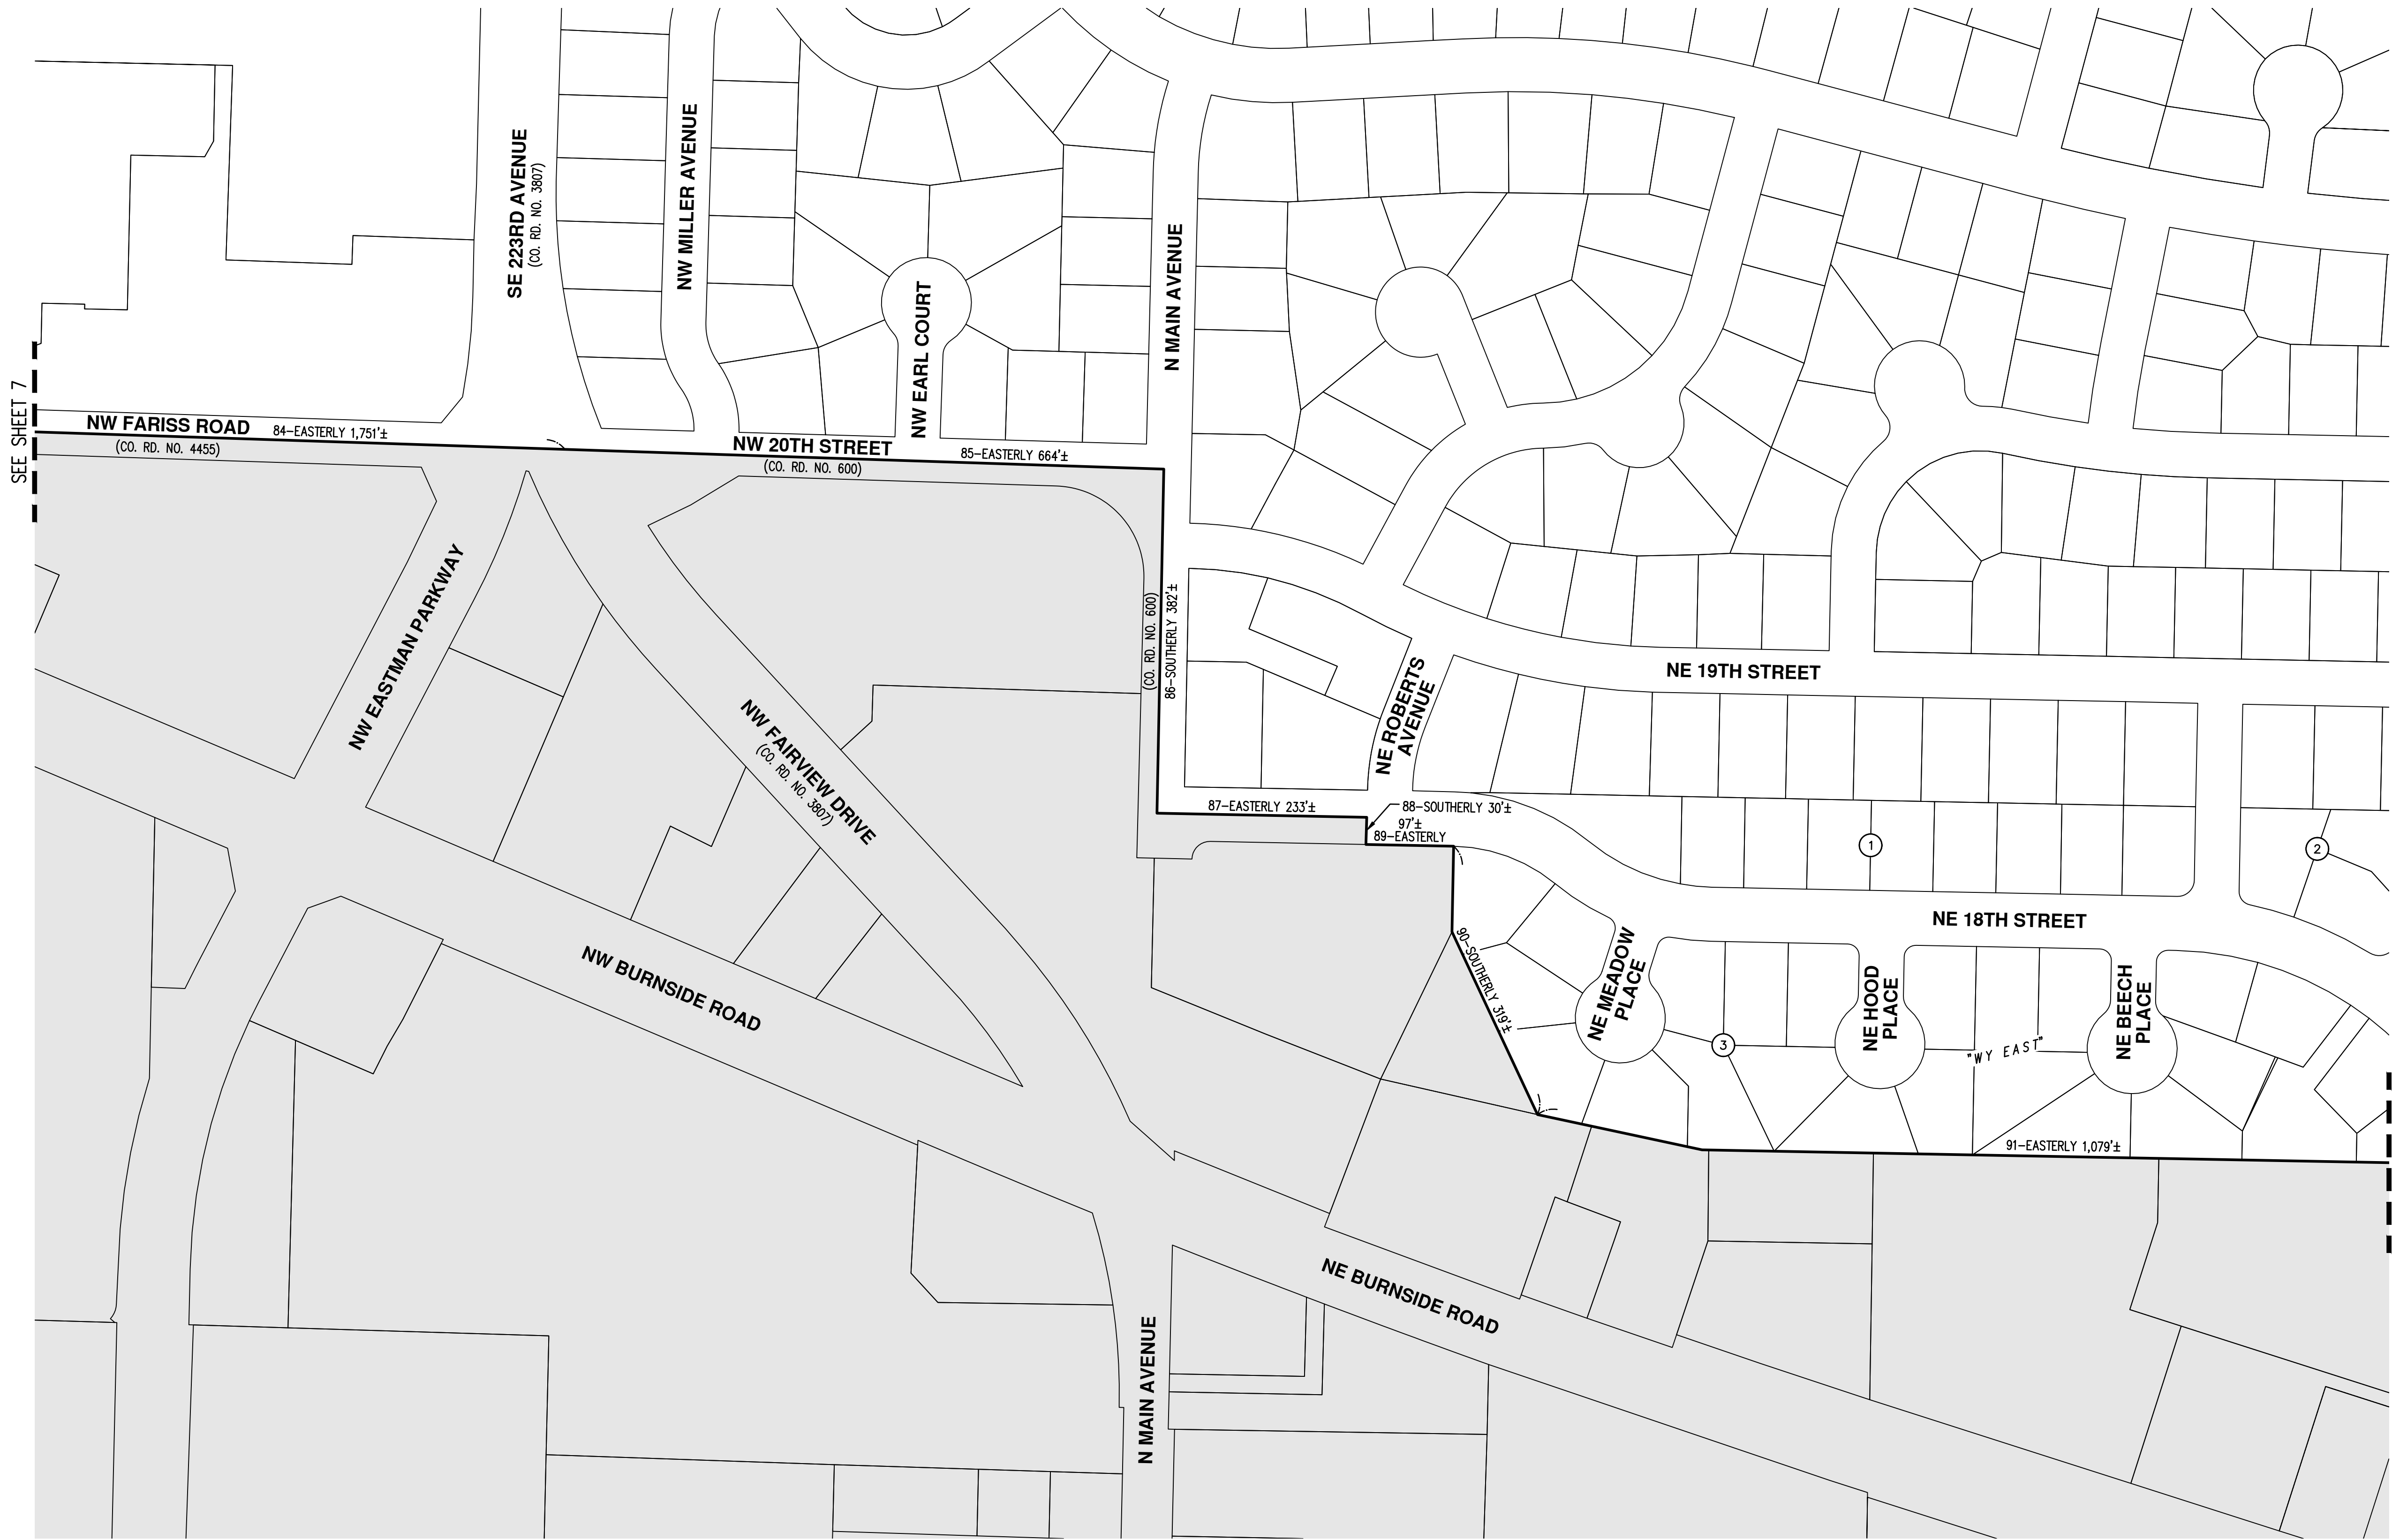 SE 223RD AVENUE
(CO. RD. NO. 3807)
NW MILLER AVENUE
NW EARL COURT
N MAIN AVENUE
SEE SHEET 7
NW FARISS ROAD
84-EASTERLY 1,751'±
(CO. RD. NO. 4455)
NW 20TH STREET
(CO. RD. NO. 600)
85-EASTERLY 664'±
NW EASTMAN PARKWAY
(CO. RD. NO. 600)
86-SOUTHERLY 382'±
NW FAIRVIEW DRIVE
(CO. RD. NO. 3807)
NE ROBERTS
AVENUE
NE 19TH STREET
87-EASTERLY 233'±
88-SOUTHERLY 30'±
97'±
89-EASTERLY
1
2
NE 18TH STREET
90-SOUTHERLY 319'±
NE MEADOW
PLACE
3
NE HOOD
PLACE
"WY EAST"
NE BEECH
PLACE
91-EASTERLY 1,079'±
NW BURNSIDE ROAD
NE BURNSIDE ROAD
N MAIN AVENUE